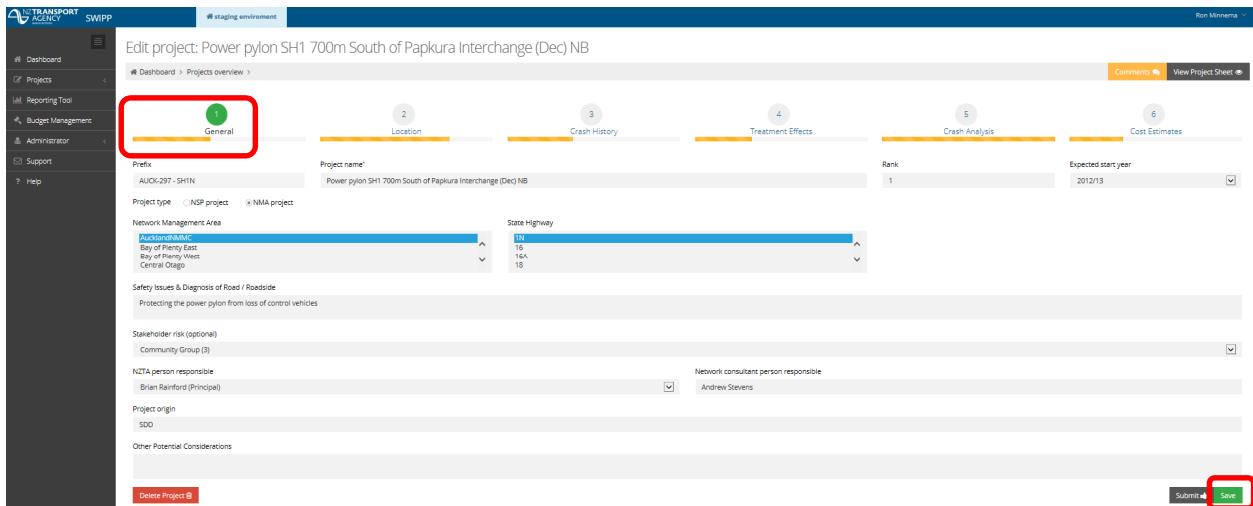 NZ TRANSPORT AGENCY SWIPP
staging enviroment
Ron Minnema
Dashboard
Projects
Reporting Tool
Budget Management
Administrator
Support
? Help
Edit project: Power pylon SH1 700m South of Papkura Interchange (Dec) NB
Dashboard > Projects overview >
Comments
View Project Sheet
1 2 3 4 5 6
General Location Crash History Treatment Effects Crash Analysis Cost Estimates
Prefix Project name* Rank Expected start year
AUCK-297 - SH1N Power pylon SH1 700m South of Papkura Interchange (Dec) NB 1 2012/13
Project type NSP project NMA project
Network Management Area State Highway
AucklandNMMC 1N
Bay of Plenty East 16
Bay of Plenty West 16A
Central Otago 18
Safety Issues & Diagnosis of Road / Roadside
Protecting the power pylon from loss of control vehicles
Stakeholder risk (optional)
Community Group (3)
NZTA person responsible Network consultant person responsible
Brian Rainford (Principal) Andrew Stevens
Project origin
SDD
Other Potential Considerations
Delete Project Submit Save